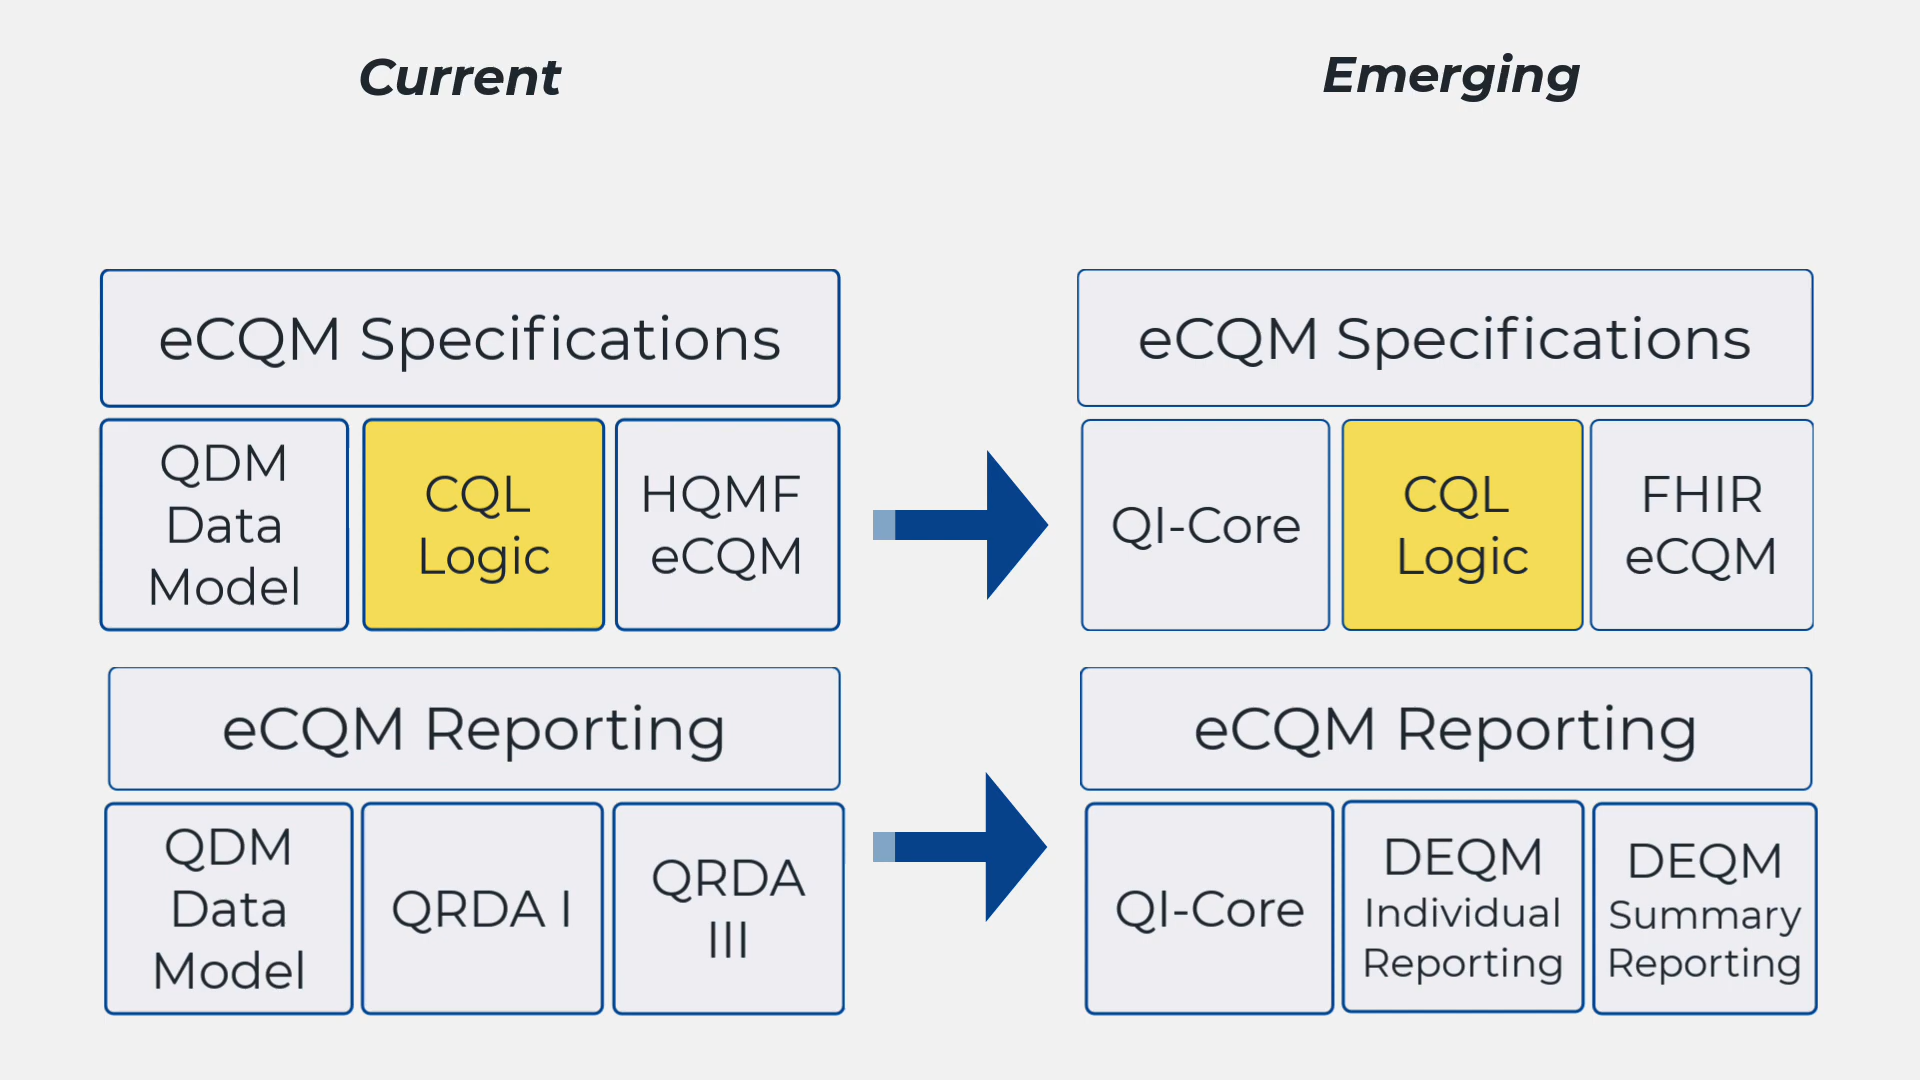 Current
Emerging
eCQM Specifications
QDM
Data
Model
CQL
Logic
HQMF
eCQM
eCQM Specifications
QI-Core
CQL
Logic
FHIR
eCQM
eCQM Reporting
QDM
Data
Model
QRDA I
QRDA
III
eCQM Reporting
QI-Core
DEQM
Individual
Reporting
DEQM
Summary
Reporting